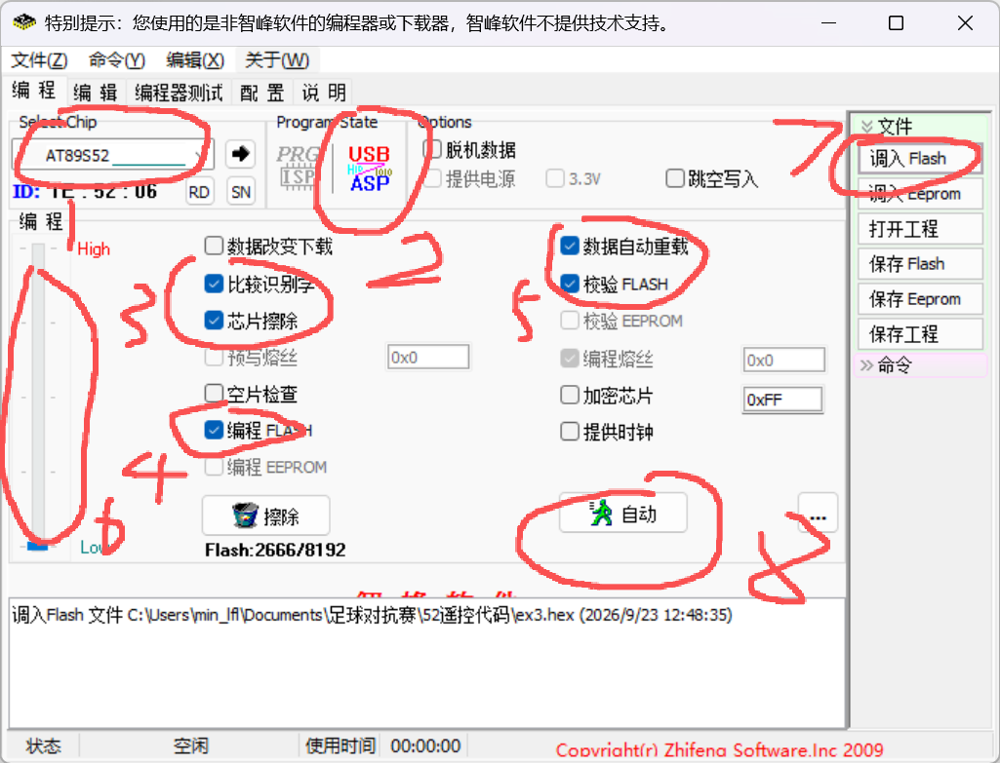 特别提示：您使用的是非智峰软件的编程器或下载器，智峰软件不提供技术支持。
文件(Z) 命令(Y) 编辑(X) 关于(W)
编 程 编 辑 编程器测试 配 置 说 明
Select Chip Program State Options
AT89S52
PRG ISP
USB ASP
脱机数据
提供电源 3.3V 跳空写入
ID: 1E : 52 : 06 RD SN
1
2
编 程
High
数据改变下载 数据自动重载
比较识别字 校验 FLASH
3
5
芯片擦除 校验 EEPROM
预写熔丝 0x0 编程熔丝 0x0
空片检查 加密芯片 0xFF
编程 FLASH 提供时钟
4
编程 EEPROM
6
Low
擦除 自动 ...
8
Flash:2666/8192
7
文件
调入 Flash
调入 Eeprom
打开工程
保存 Flash
保存 Eeprom
保存工程
命令
调入Flash 文件 C:\Users\min_lfl\Documents\足球对抗赛\52遥控代码\ex3.hex (2026/9/23 12:48:35)
状态 空闲 使用时间 00:00:00 Copyright(r) Zhifeng Software.Inc 2009